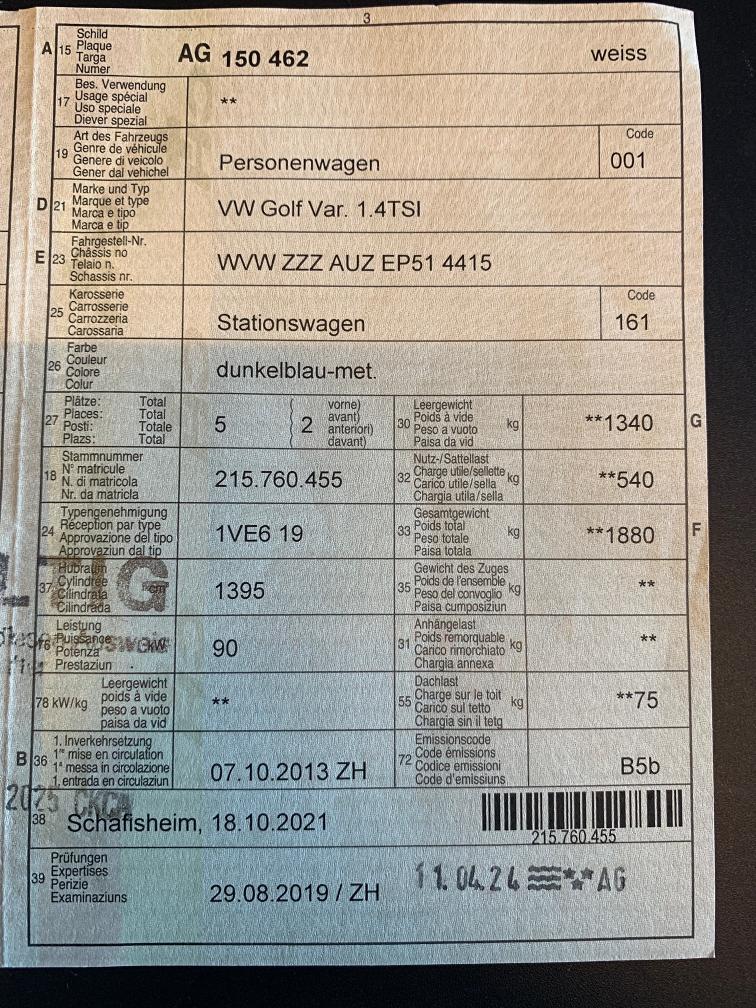 3
A 15 Schild
Plaque
Targa
Numer
AG 150 462 weiss
17 Bes. Verwendung
Usage spécial
Uso speciale
Diever spezial
**
19 Art des Fahrzeugs
Genre de véhicule
Genere di veicolo
Gener dal vehichel
Personenwagen
Code
001
D 21 Marke und Typ
Marque et type
Marca e tipo
Marca e tip
VW Golf Var. 1.4TSI
E 23 Fahrgestell-Nr.
Châssis no
Telaio n.
Schassis nr.
WVW ZZZ AUZ EP51 4415
25 Karosserie
Carrosserie
Carrozzeria
Carossaria
Stationswagen
Code
161
26 Farbe
Couleur
Colore
Colur
dunkelblau-met.
27 Plätze: Total
Places: Total
Posti: Totale
Plazs: Total
5 ( 2 vorne)
avant)
anteriori)
davant)
30 Leergewicht
Poids à vide
Peso a vuoto
Paisa da vid
kg
**1340 G
18 Stammnummer
N° matricule
N. di matricola
Nr. da matricla
215.760.455
32 Nutz-/Sattellast
Charge utile/sellette
Carico utile/sella
Chargia utila/sella
kg
**540
24 Typengenehmigung
Réception par type
Approvazione del tipo
Approvaziun dal tip
1VE6 19
33 Gesamtgewicht
Poids total
Peso totale
Paisa totala
kg
**1880 F
37 Hubraum
Cylindrée
Cilindrata
Cilindrada
1395
35 Gewicht des Zuges
Poids de l'ensemble
Peso del convoglio
Paisa cumposiziun
kg
**
76 Leistung
Puissance
Potenza
Prestaziun
kW
90
31 Anhängelast
Poids remorquable
Carico rimorchiato
Chargia annexa
kg
**
78 kW/kg Leergewicht
poids à vide
peso a vuoto
paisa da vid
**
55 Dachlast
Charge sur le toit
Carico sul tetto
Chargia sin il tetg
kg
**75
B 36 1. Inverkehrsetzung
1re mise en circulation
1a messa in circolazione
1. entrada en circulaziun
07.10.2013 ZH
72 Emissionscode
Code émissions
Codice emissioni
Code d'emissiuns
B5b
2025
38 Schafisheim, 18.10.2021
215.760.455
39 Prüfungen
Expertises
Perizie
Examinaziuns
29.08.2019 / ZH
11.04.24 AG